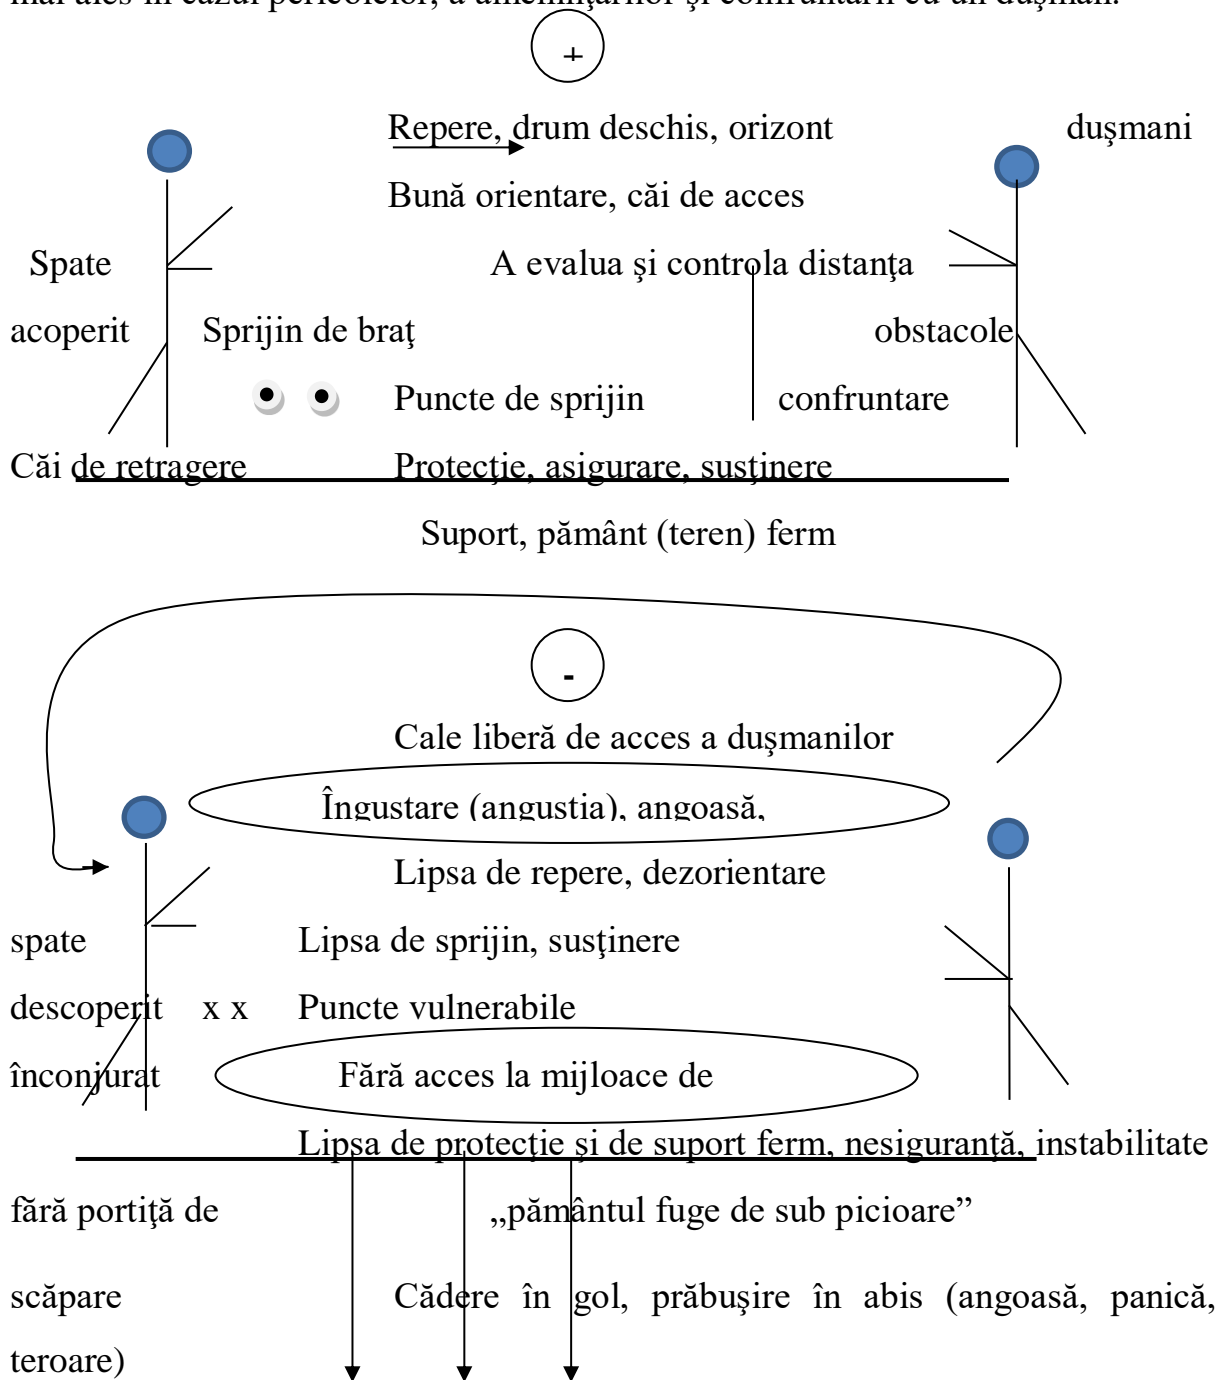 mai ales în cazul pericolelor, a ameninţărilor şi confruntării cu un duşman.
+
Repere, drum deschis, orizont duşmani
Bună orientare, căi de acces
Spate A evalua şi controla distanţa
acoperit Sprijin de braţ obstacole
Puncte de sprijin confruntare
Căi de retragere Protecţie, asigurare, susţinere
Suport, pământ (teren) ferm
-
Cale liberă de acces a duşmanilor
Îngustare (angustia), angoasă,
Lipsa de repere, dezorientare
spate Lipsa de sprijin, susţinere
descoperit x x Puncte vulnerabile
înconjurat Fără acces la mijloace de
Lipsa de protecţie şi de suport ferm, nesiguranţă, instabilitate
fără portiţă de „pământul fuge de sub picioare”
scăpare Cădere în gol, prăbuşire în abis (angoasă, panică,
teroare)